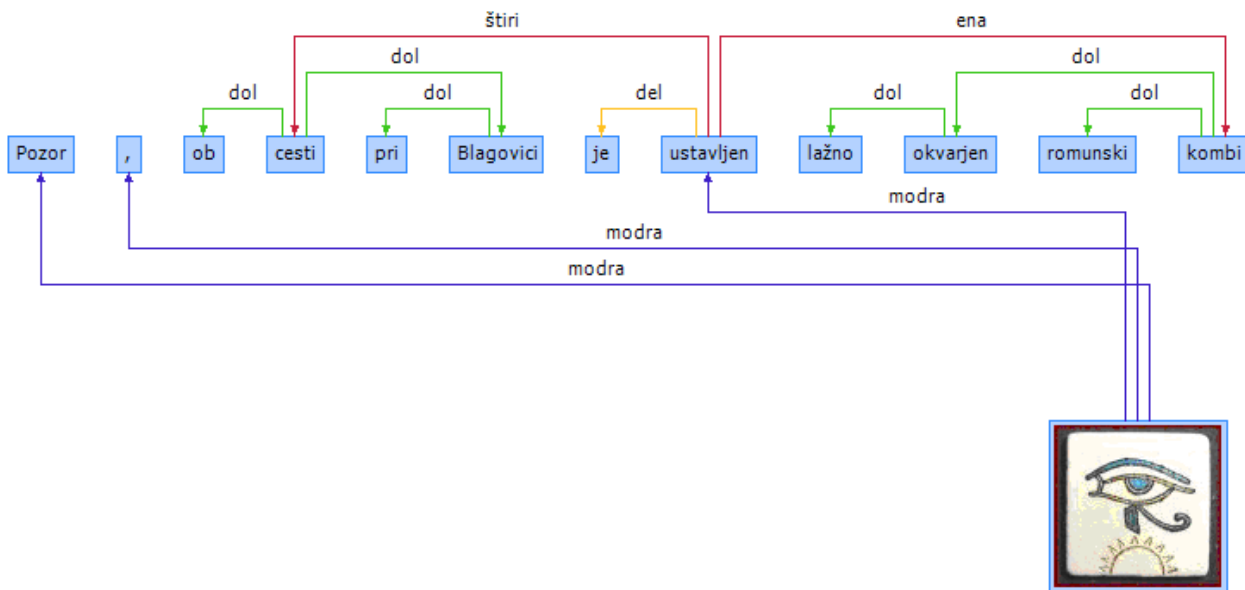 štiri ena
dol dol
dol dol del dol dol
Pozor , ob cesti pri Blagovici je ustavljen lažno okvarjen romunski kombi
modra
modra
modra